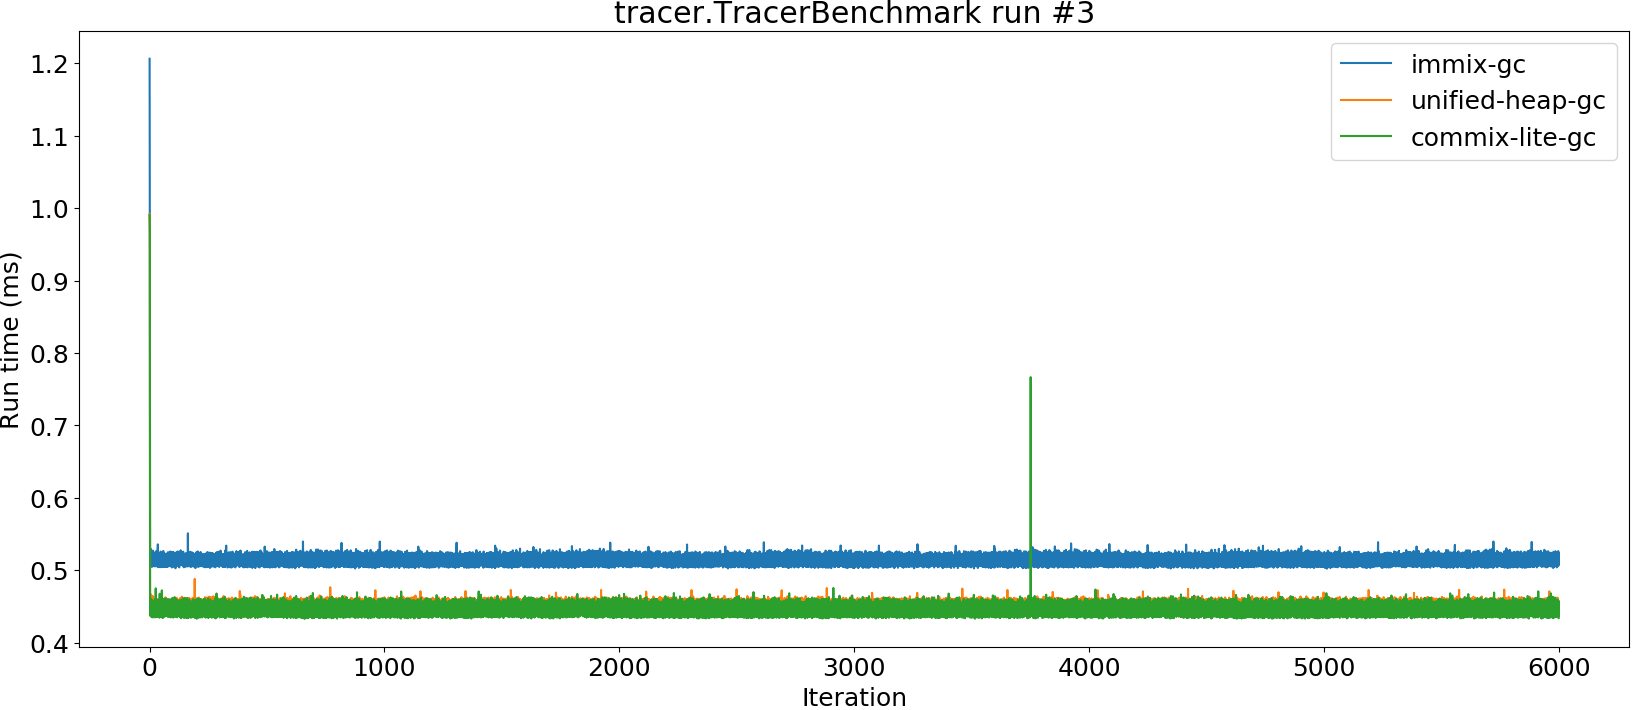 tracer.TracerBenchmark run #3
immix-gc
unified-heap-gc
commix-lite-gc
Run time (ms)
1.2
1.1
1.0
0.9
0.8
0.7
0.6
0.5
0.4
0 1000 2000 3000 4000 5000 6000
Iteration